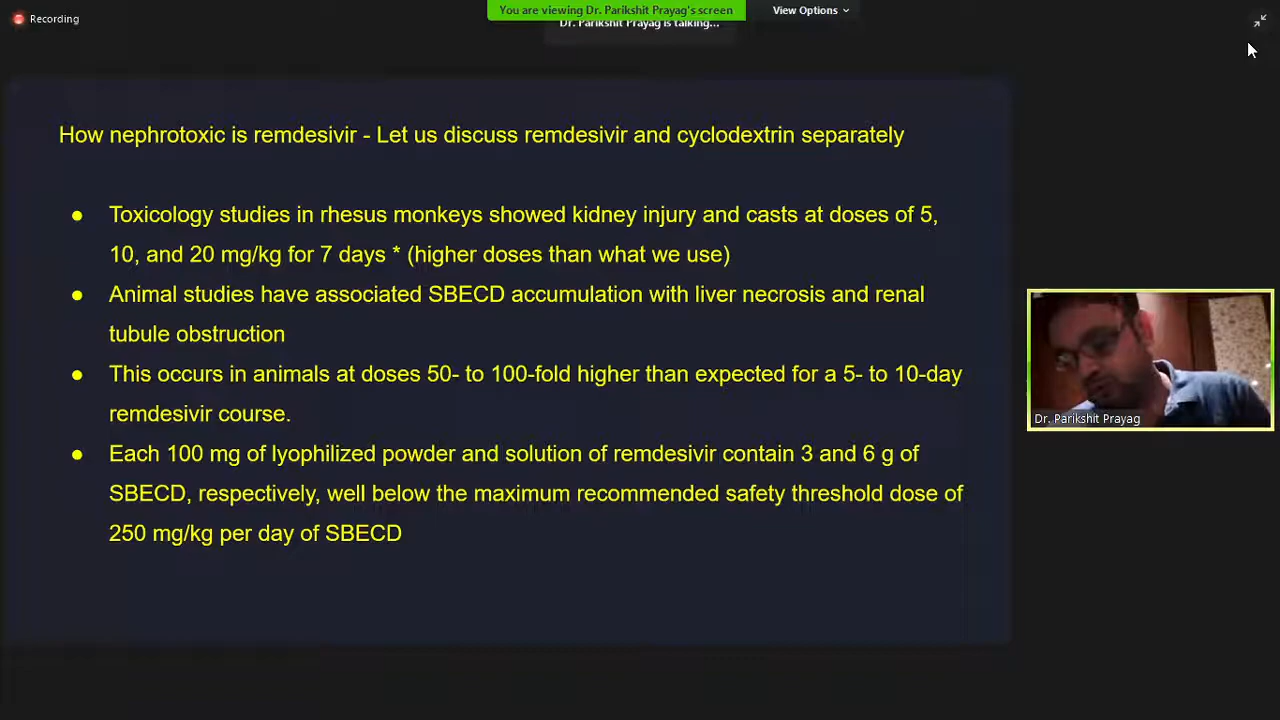 Recording
You are viewing Dr. Parikshit Prayag's screen
View Options
Dr. Parikshit Prayag is talking...
How nephrotoxic is remdesivir - Let us discuss remdesivir and cyclodextrin separately
● Toxicology studies in rhesus monkeys showed kidney injury and casts at doses of 5,
10, and 20 mg/kg for 7 days * (higher doses than what we use)
● Animal studies have associated SBECD accumulation with liver necrosis and renal
tubule obstruction
● This occurs in animals at doses 50- to 100-fold higher than expected for a 5- to 10-day
remdesivir course.
● Each 100 mg of lyophilized powder and solution of remdesivir contain 3 and 6 g of
SBECD, respectively, well below the maximum recommended safety threshold dose of
250 mg/kg per day of SBECD
Dr. Parikshit Prayag